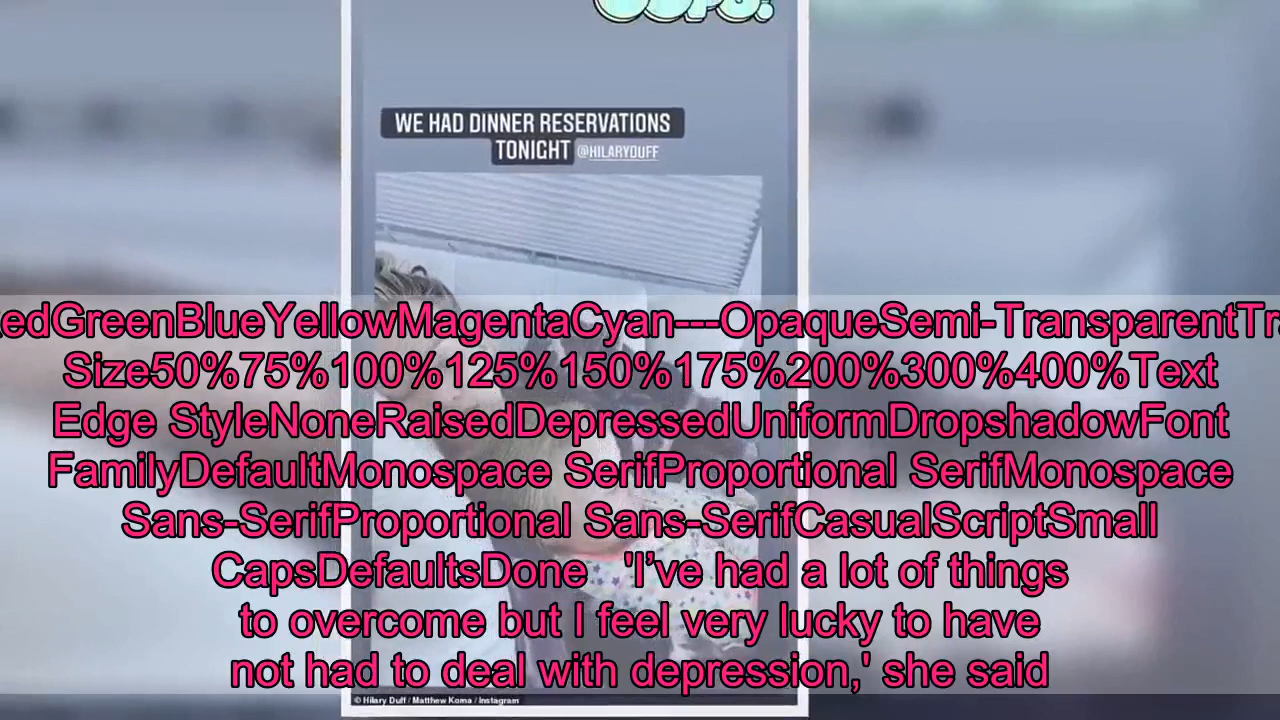 OOPS!
WE HAD DINNER RESERVATIONS
TONIGHT @HILARYDUFF
edGreenBlueYellowMagentaCyan---OpaqueSemi-TransparentTr
Size50%75%100%125%150%175%200%300%400%Text
Edge StyleNoneRaisedDepressedUniformDropshadowFont
FamilyDefaultMonospace SerifProportional SerifMonospace
Sans-SerifProportional Sans-SerifCasualScriptSmall
CapsDefaultsDone 'I’ve had a lot of things
to overcome but I feel very lucky to have
not had to deal with depression,' she said
© Hilary Duff / Matthew Koma / Instagram